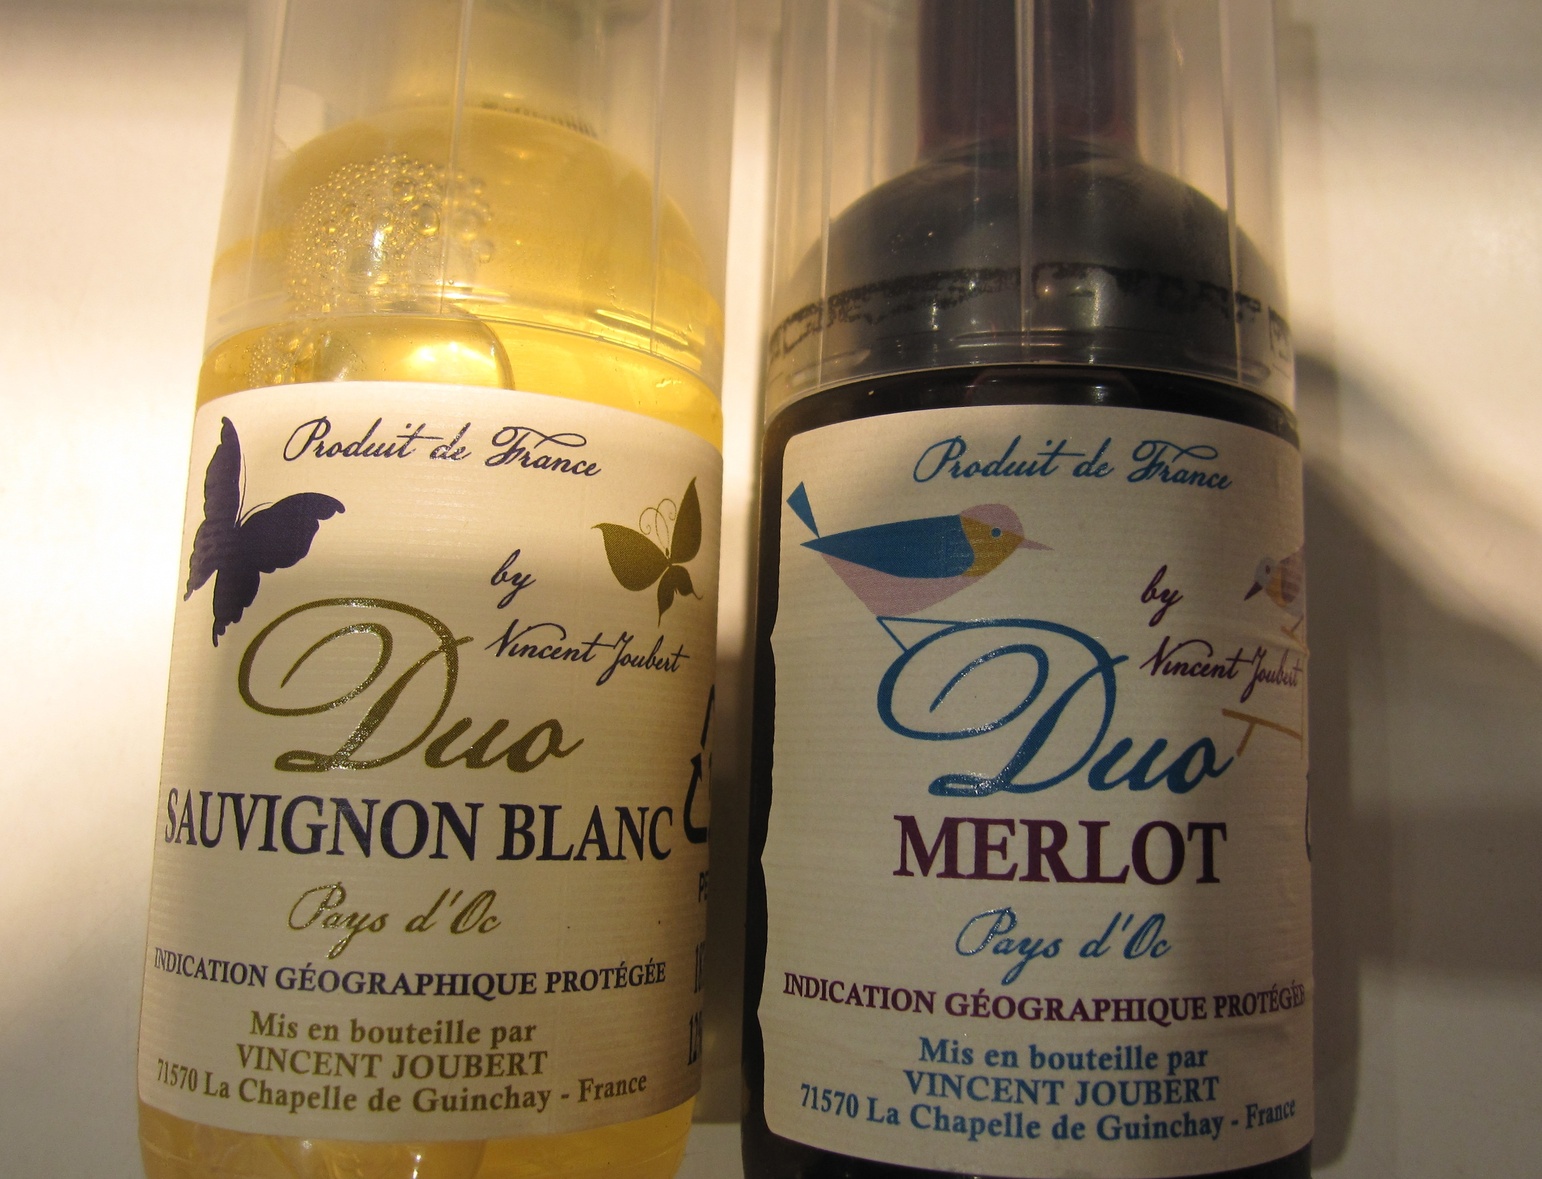 Produit de France
by
Vincent Joubert
Duo
SAUVIGNON BLANC
Pays d'Oc
INDICATION GÉOGRAPHIQUE PROTÉGÉE
Mis en bouteille par
VINCENT JOUBERT
71570 La Chapelle de Guinchay - France
Produit de France
by
Vincent Joubert
Duo
MERLOT
Pays d'Oc
INDICATION GÉOGRAPHIQUE PROTÉGÉE
Mis en bouteille par
VINCENT JOUBERT
71570 La Chapelle de Guinchay - France